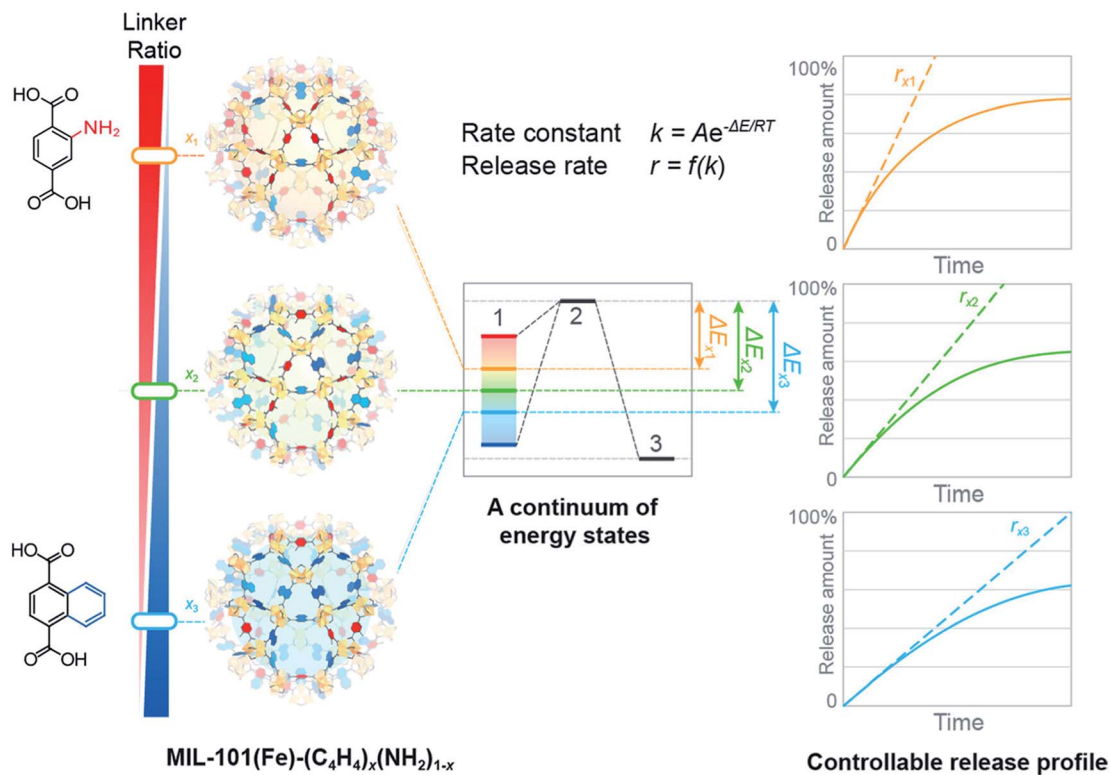 Linker
Ratio
HO
O
NH₂
O
OH
x₁
x₂
HO
O
O
OH
x₃
MIL-101(Fe)-(C₄H₄)ₓ(NH₂)₁₋ₓ
Rate constant k = Ae^-ΔE/RT
Release rate r = f(k)
1
2
3
ΔEₓ₁
ΔEₓ₂
ΔEₓ₃
A continuum of
energy states
100%
Release amount
0
rₓ₁
Time
100%
Release amount
0
rₓ₂
Time
100%
Release amount
0
rₓ₃
Time
Controllable release profile